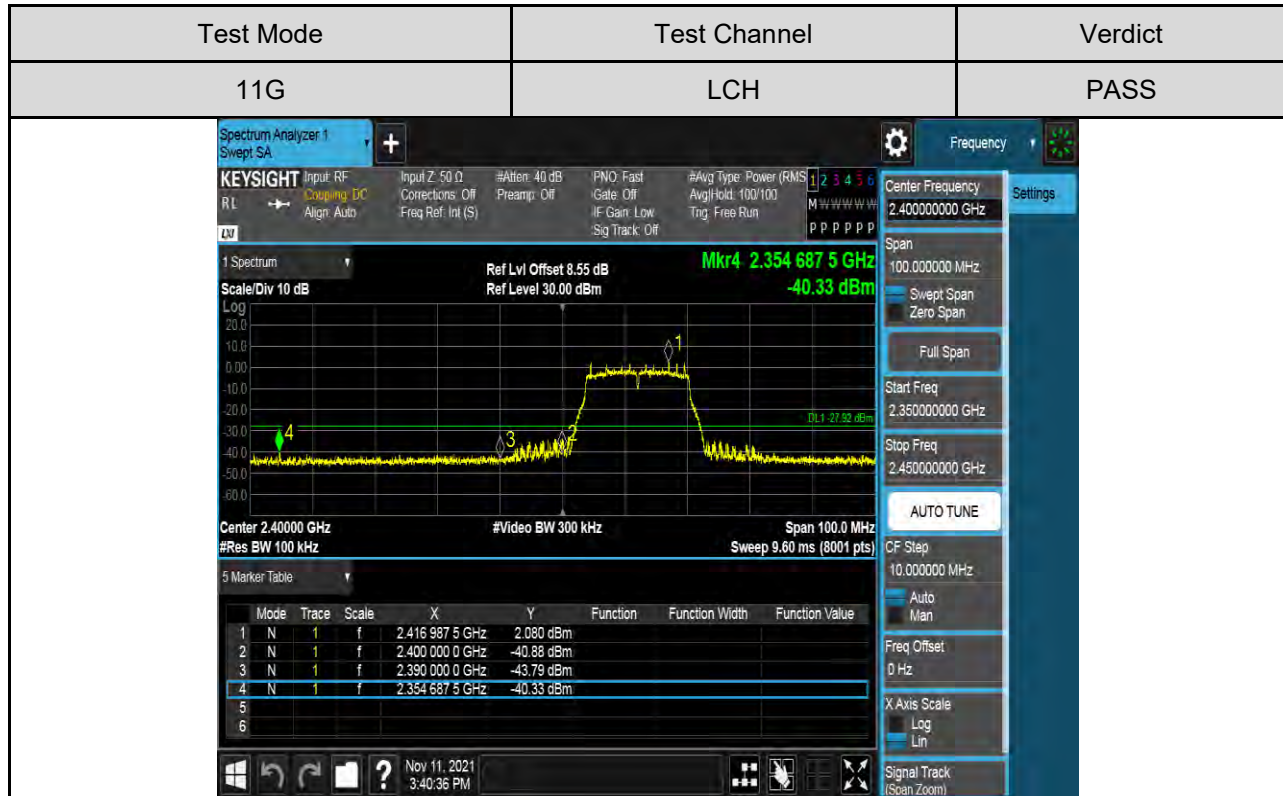 Test Mode Test Channel Verdict
11G LCH PASS
Spectrum Analyzer 1
Swept SA
+
Frequency
KEYSIGHT Input: RF Input Z: 50 Ω #Atten: 40 dB PNO: Fast #Avg Type: Power (RMS 1 2 3 4 5 6
RL Coupling: DC Corrections: Off Preamp: Off Gate: Off Avg|Hold: 100/100 M W W W W W
Align: Auto Freq Ref: Int (S) IF Gain: Low Trig: Free Run
LXI Sig Track: Off P P P P P P
Center Frequency
2.400000000 GHz
Settings
Span
100.000000 MHz
Swept Span
Zero Span
Full Span
Start Freq
2.350000000 GHz
Stop Freq
2.450000000 GHz
AUTO TUNE
CF Step
10.000000 MHz
Auto
Man
Freq Offset
0 Hz
X Axis Scale
Log
Lin
Signal Track
(Span Zoom)
1 Spectrum Ref Lvl Offset 8.55 dB Mkr4 2.354 687 5 GHz
Scale/Div 10 dB Ref Level 30.00 dBm -40.33 dBm
Log
20.0
10.0
0.00
-10.0
-20.0
-30.0
-40.0
-50.0
-60.0
1
DL1 -27.92 dBm
4 3 2
Center 2.40000 GHz #Video BW 300 kHz Span 100.0 MHz
#Res BW 100 kHz Sweep 9.60 ms (8001 pts)
5 Marker Table
Mode Trace Scale X Y Function Function Width Function Value
1 N 1 f 2.416 987 5 GHz 2.080 dBm
2 N 1 f 2.400 000 0 GHz -40.88 dBm
3 N 1 f 2.390 000 0 GHz -43.79 dBm
4 N 1 f 2.354 687 5 GHz -40.33 dBm
5
6
? Nov 11, 2021
3:40:36 PM